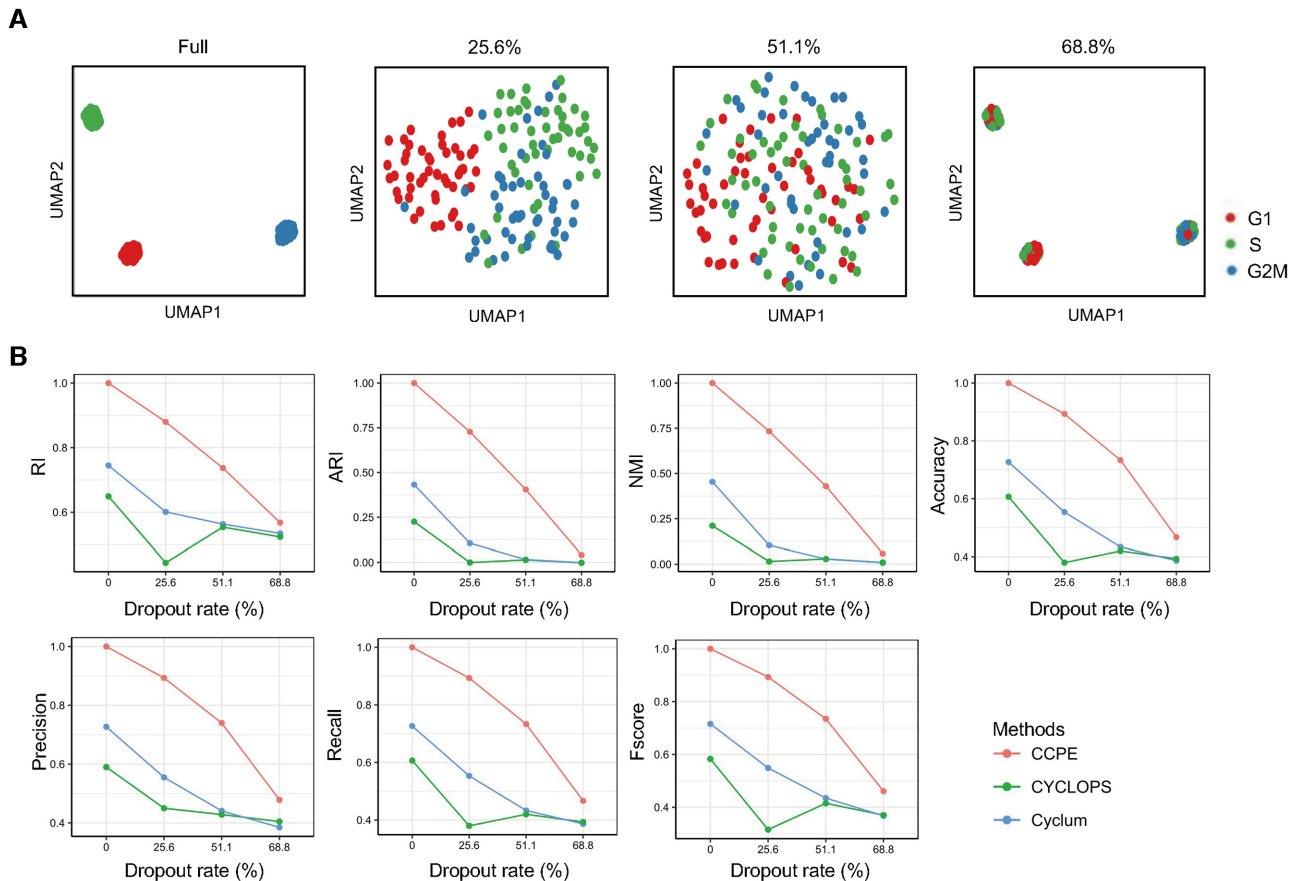 A
Full
25.6%
51.1%
68.8%
UMAP2
UMAP2
UMAP2
UMAP2
UMAP1
UMAP1
UMAP1
UMAP1
G1
S
G2M
B
RI
1.0
0.8
0.6
0
25.6
51.1
68.8
Dropout rate (%)
ARI
1.00
0.75
0.50
0.25
0.00
0
25.6
51.1
68.8
Dropout rate (%)
NMI
1.00
0.75
0.50
0.25
0.00
0
25.6
51.1
68.8
Dropout rate (%)
Accuracy
1.0
0.8
0.6
0.4
0
25.6
51.1
68.8
Dropout rate (%)
Precision
1.0
0.8
0.6
0.4
0
25.6
51.1
68.8
Dropout rate (%)
Recall
1.0
0.8
0.6
0.4
0
25.6
51.1
68.8
Dropout rate (%)
Fscore
1.0
0.8
0.6
0.4
0
25.6
51.1
68.8
Dropout rate (%)
Methods
CCPE
CYCLOPS
Cyclum